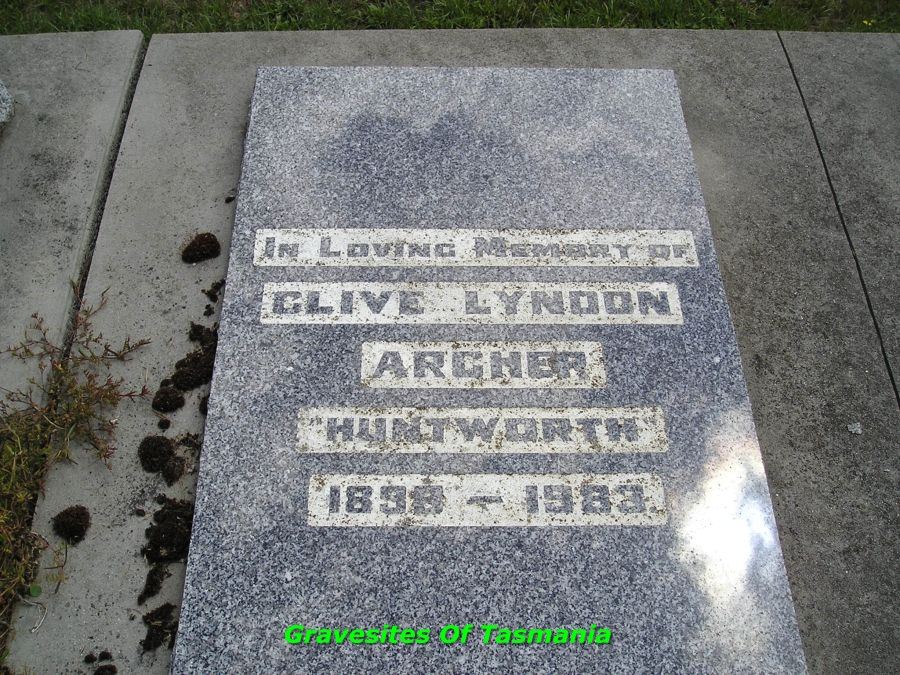 In Loving Memory Of
CLIVE LYNDON
ARCHER
"HUNTWORTH"
1898 - 1983.
Gravesites Of Tasmania